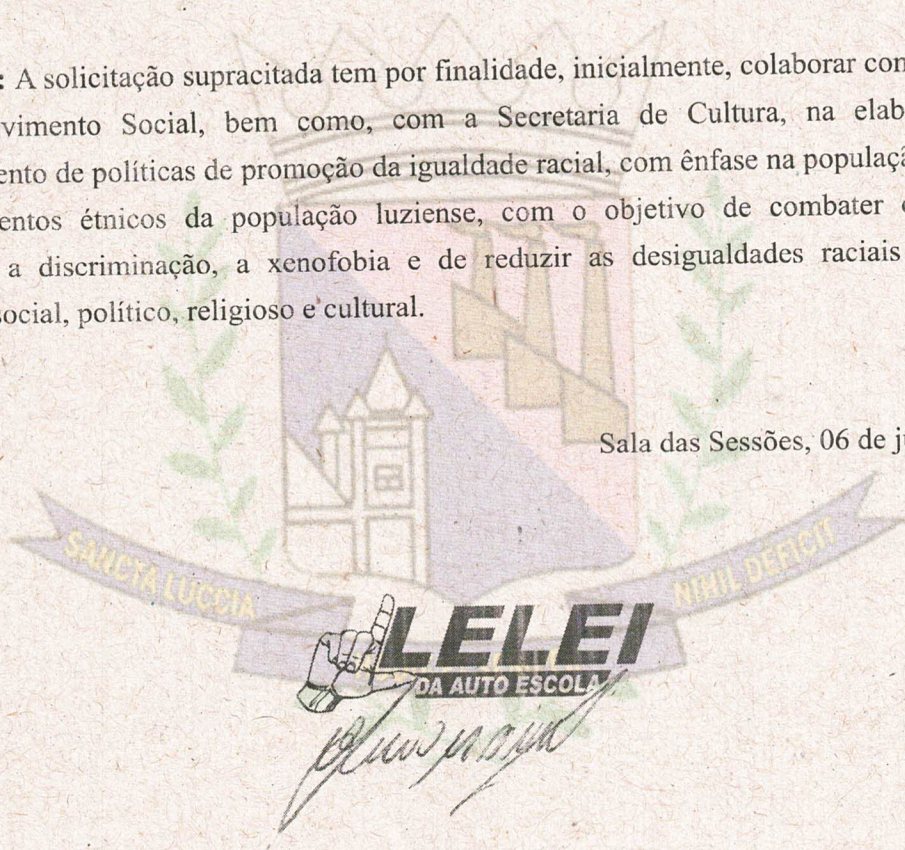 : A solicitação supracitada tem por finalidade, inicialmente, colaborar con
vimento Social, bem como, com a Secretaria de Cultura, na elab
ento de políticas de promoção da igualdade racial, com ênfase na populaçã
entos étnicos da população luziense, com o objetivo de combater
a discriminação, a xenofobia e de reduzir as desigualdades raciais
social, político, religioso e cultural.
Sala das Sessões, 06 de ju
SANCTA LUCCIA
NIHIL DEFICIT
LELEI
DA AUTO ESCOLA